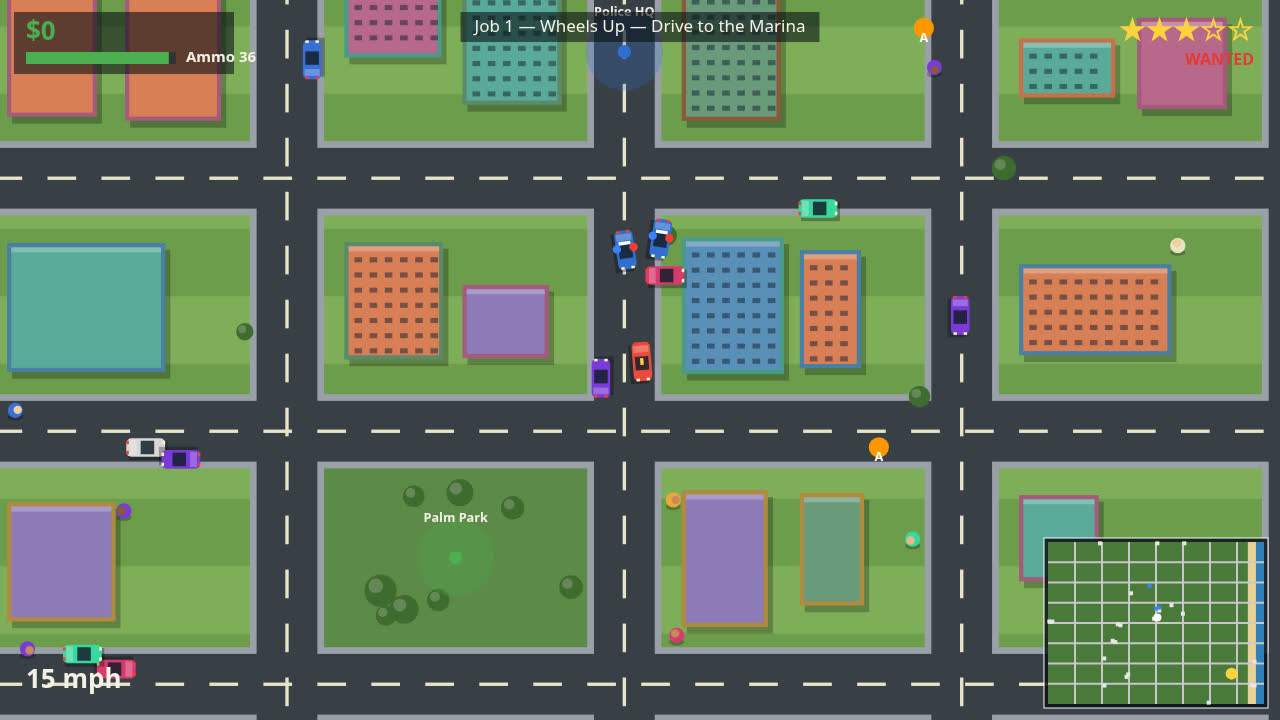 Police HQ
Job 1 — Wheels Up — Drive to the Marina
$0
Ammo 36
WANTED
A
A
Palm Park
15 mph